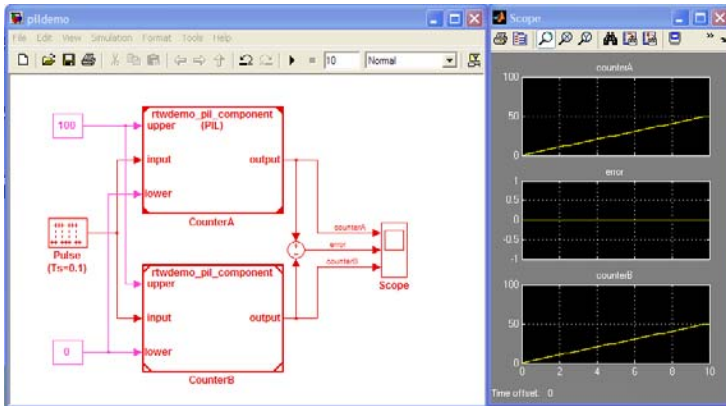 pildemo
File Edit View Simulation Format Tools Help
10 Normal
100
rtwdemo_pil_component
(PIL)
upper
input output
lower
CounterA
Pulse
(Ts=0.1)
counterA
error
counterB
Scope
rtwdemo_pil_component
upper
input output
0
lower
CounterB
Scope
counterA
100
50
0
error
1
0.5
0
-0.5
-1
counterB
100
50
0
0 2 4 6 8 10
Time offset: 0